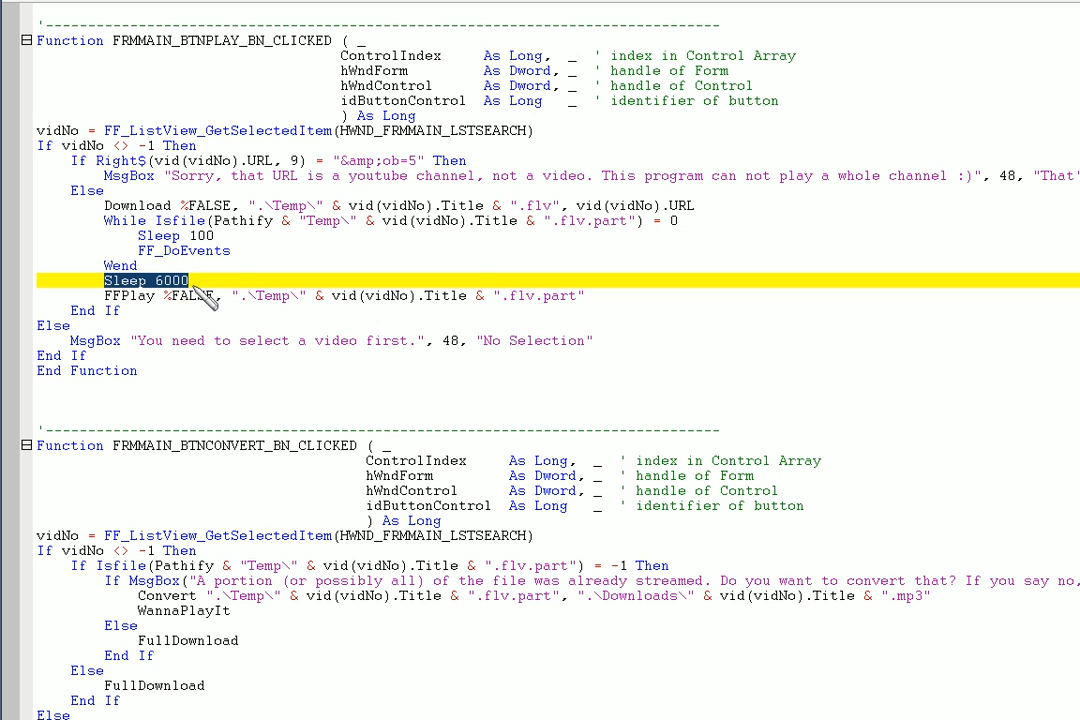 '--------------------------------------------------------------------------------
Function FRMMAIN_BTNPLAY_BN_CLICKED ( _
ControlIndex As Long, _ ' index in Control Array
hWndForm As Dword, _ ' handle of Form
hWndControl As Dword, _ ' handle of Control
idButtonControl As Long _ ' identifier of button
) As Long
vidNo = FF_ListView_GetSelectedItem(HWND_FRMMAIN_LSTSEARCH)
If vidNo <> -1 Then
If Right$(vid(vidNo).URL, 9) = "&amp;ob=5" Then
MsgBox "Sorry, that URL is a youtube channel, not a video. This program can not play a whole channel :)", 48, "That'
Else
Download %FALSE, ".\Temp\" & vid(vidNo).Title & ".flv", vid(vidNo).URL
While Isfile(Pathify & "Temp\" & vid(vidNo).Title & ".flv.part") = 0
Sleep 100
FF_DoEvents
Wend
Sleep 6000
FFPlay %FALSE, ".\Temp\" & vid(vidNo).Title & ".flv.part"
End If
Else
MsgBox "You need to select a video first.", 48, "No Selection"
End If
End Function
'--------------------------------------------------------------------------------
Function FRMMAIN_BTNCONVERT_BN_CLICKED ( _
ControlIndex As Long, _ ' index in Control Array
hWndForm As Dword, _ ' handle of Form
hWndControl As Dword, _ ' handle of Control
idButtonControl As Long _ ' identifier of button
) As Long
vidNo = FF_ListView_GetSelectedItem(HWND_FRMMAIN_LSTSEARCH)
If vidNo <> -1 Then
If Isfile(Pathify & "Temp\" & vid(vidNo).Title & ".flv.part") = -1 Then
If MsgBox("A portion (or possibly all) of the file was already streamed. Do you want to convert that? If you say no,
Convert ".\Temp\" & vid(vidNo).Title & ".flv.part", ".\Downloads\" & vid(vidNo).Title & ".mp3"
WannaPlayIt
Else
FullDownload
End If
Else
FullDownload
End If
Else